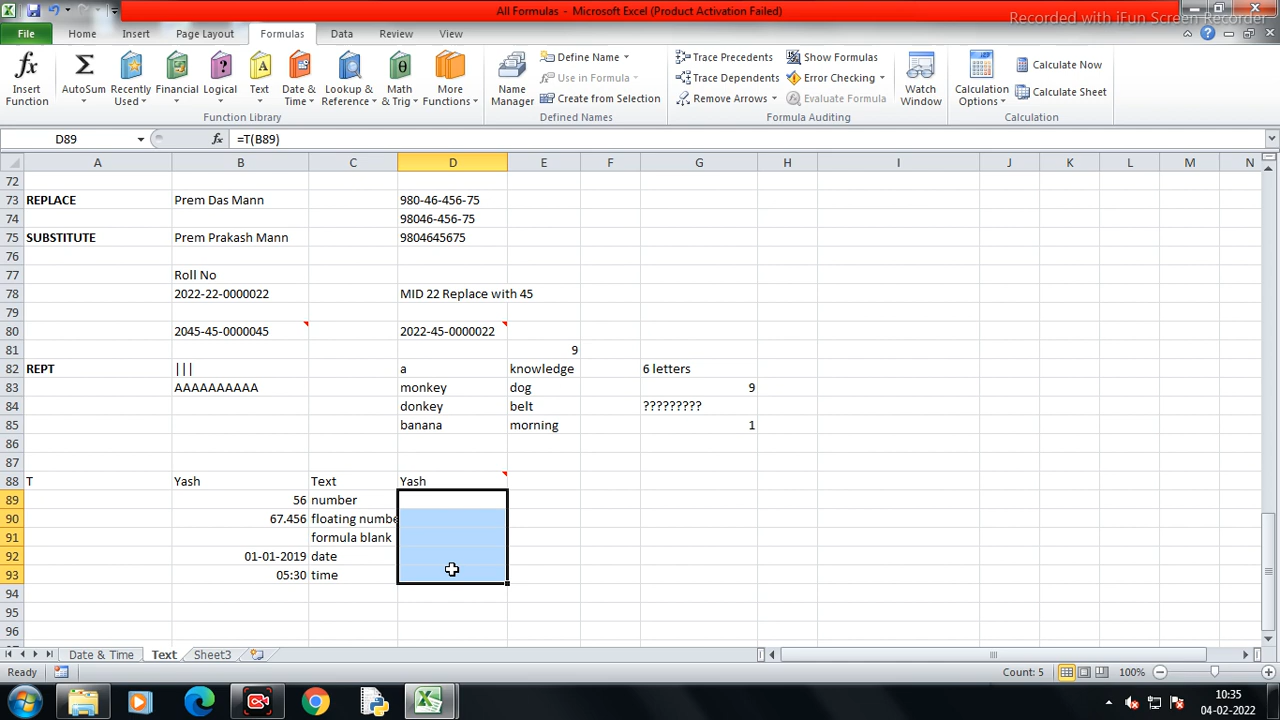 All Formulas - Microsoft Excel (Product Activation Failed)
Recorded with iFun Screen Recorder
File Home Insert Page Layout Formulas Data Review View
Insert Function
AutoSum
Recently Used
Financial
Logical
Text
Date & Time
Lookup & Reference
Math & Trig
More Functions
Function Library
Name Manager
Define Name
Use in Formula
Create from Selection
Defined Names
Trace Precedents
Trace Dependents
Remove Arrows
Show Formulas
Error Checking
Evaluate Formula
Formula Auditing
Watch Window
Calculation Options
Calculate Now
Calculate Sheet
Calculation
D89 fx =T(B89)
A B C D E F G H I J K L M N
72
73 REPLACE Prem Das Mann 980-46-456-75
74 98046-456-75
75 SUBSTITUTE Prem Prakash Mann 9804645675
76
77 Roll No
78 2022-22-0000022 MID 22 Replace with 45
79
80 2045-45-0000045 2022-45-0000022
81 9
82 REPT ||| a knowledge 6 letters
83 AAAAAAAAAA monkey dog 9
84 donkey belt ?????????
85 banana morning 1
86
87
88 T Yash Text Yash
89 56 number
90 67.456 floating numbe
91 formula blank
92 01-01-2019 date
93 05:30 time
94
95
96
Date & Time Text Sheet3
Ready Count: 5 100%
10:35
04-02-2022